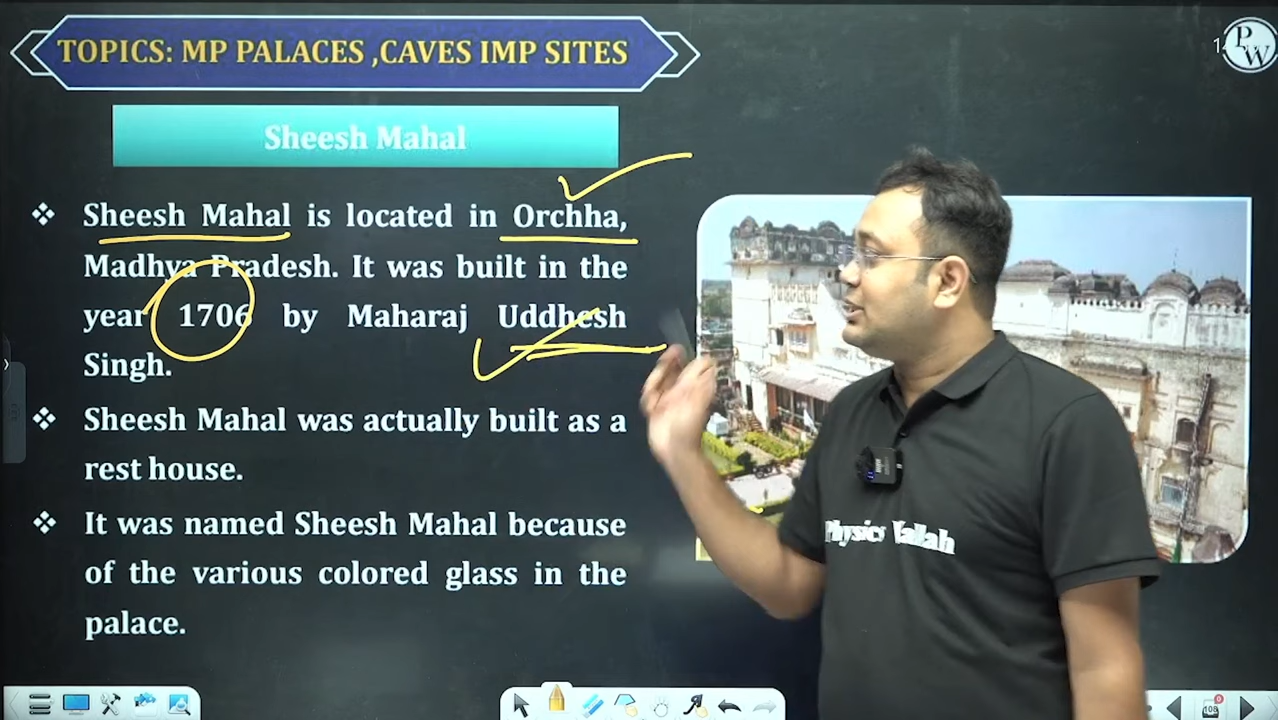 TOPICS: MP PALACES ,CAVES IMP SITES
PW
Sheesh Mahal
❖ Sheesh Mahal is located in Orchha,
Madhya Pradesh. It was built in the
year 1706 by Maharaj Uddhesh
Singh.
❖ Sheesh Mahal was actually built as a
rest house.
❖ It was named Sheesh Mahal because
of the various colored glass in the
palace.
Physics Wallah
108